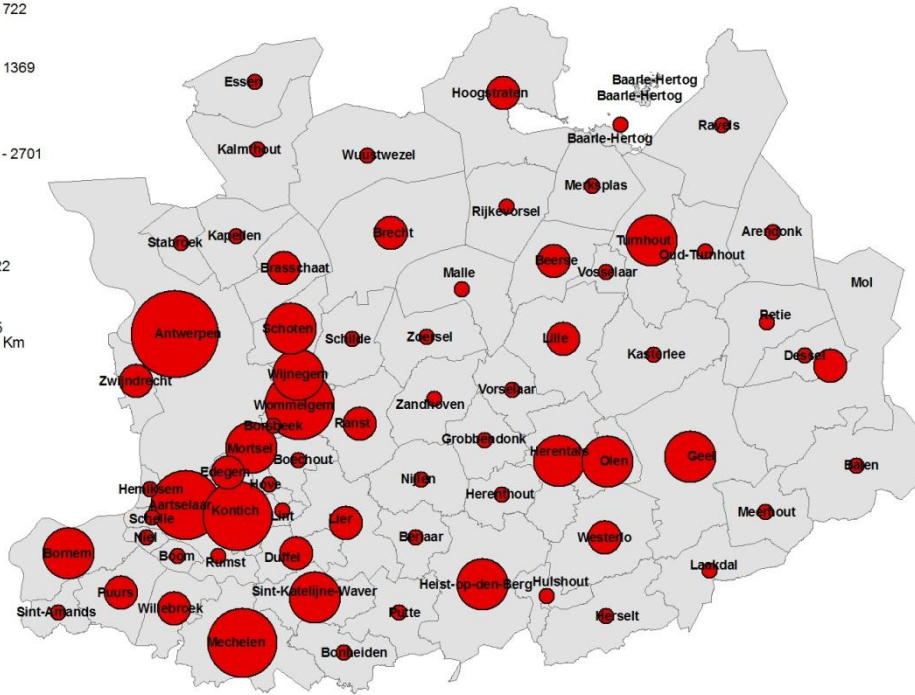 722
1369
- 2701
22
5
Km
Essen
Hoogstraten
Baarle-Hertog
Baarle-Hertog
Baarle-Hertog
Ravels
Kalmthout
Wuustwezel
Merksplas
Rijkevorsel
Stabroek
Kapellen
Brecht
Turnhout
Arendonk
Oud-Turnhout
Brasschaat
Malle
Beerse
Vosselaar
Mol
Antwerpen
Schoten
Schilde
Zoersel
Lille
Kasterlee
Retie
Dessel
Zwijndrecht
Wijnegem
Vorselaar
Wommelgem
Zandhoven
Borsbeek
Ranst
Grobbendonk
Mortsel
Boechout
Herentals
Olen
Geel
Balen
Edegem
Hove
Nijlen
Hemiksem
Herenthout
Aartselaar
Kontich
Lint
Lier
Meerhout
Schelle
Niel
Berlaar
Westerlo
Bornem
Boom
Rumst
Duffel
Laakdal
Puurs
Sint-Katelijne-Waver
Heist-op-den-Berg
Hulshout
Sint-Amands
Willebroek
Putte
Herselt
Mechelen
Bonheiden